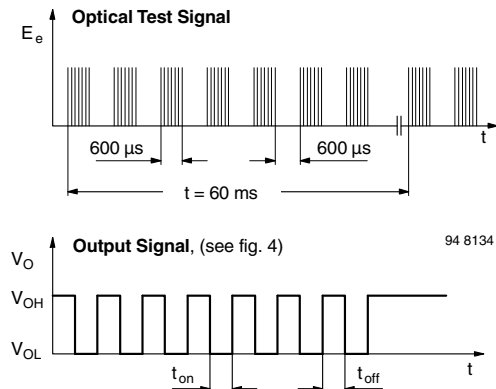 Optical Test Signal
E e
600 µs
600 µs
t
t = 60 ms
Output Signal, (see fig. 4)
94 8134
V O
V OH
V OL
t on
t off
t